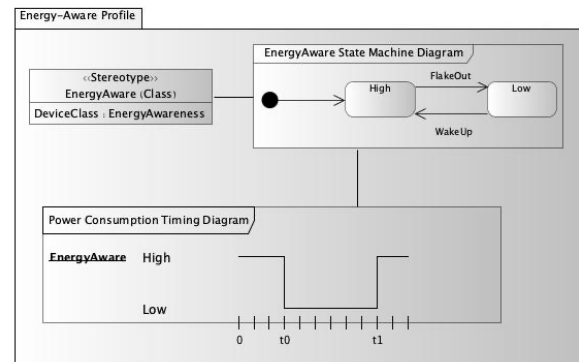 Energy-Aware Profile
‹‹Stereotype››
EnergyAware (Class)
DeviceClass : EnergyAwareness
EnergyAware State Machine Diagram
High
FlakeOut
Low
WakeUp
Power Consumption Timing Diagram
EnergyAware High
Low
0 t0 t1